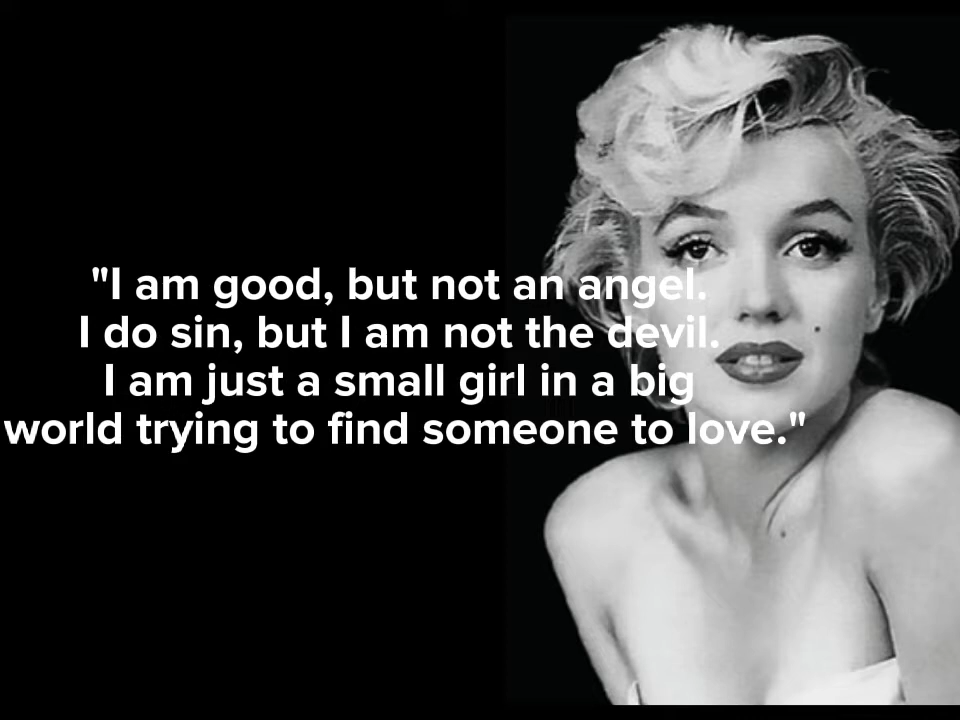 "I am good, but not an angel.
I do sin, but I am not the devil.
I am just a small girl in a big
world trying to find someone to love."